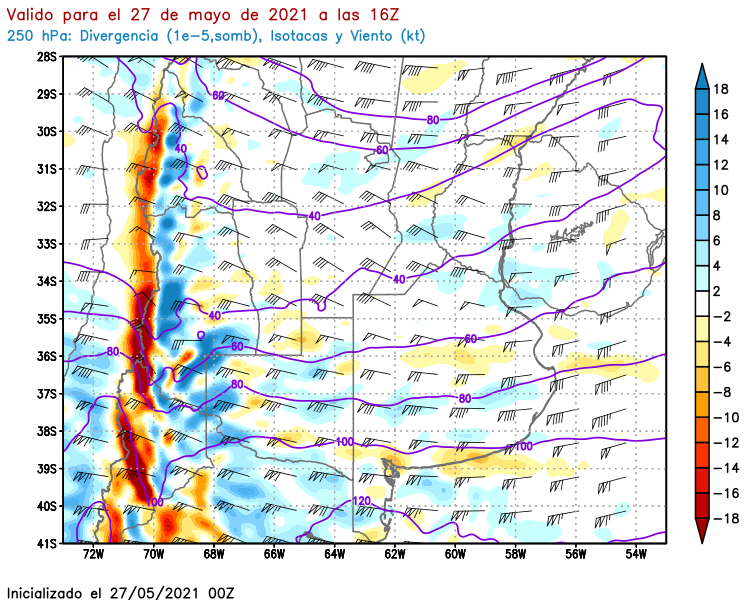 Valido para el 27 de mayo de 2021 a las 16Z
250 hPa: Divergencia (1e−5,somb), Isotacas y Viento (kt)
28S
29S
30S
31S
32S
33S
34S
35S
36S
37S
38S
39S
40S
41S
72W 70W 68W 66W 64W 62W 60W 58W 56W 54W
60
80
60
40
40
40
40
60
60
80
80
80
100
100
100
120
18
16
14
12
10
8
6
4
2
−2
−4
−6
−8
−10
−12
−14
−16
−18
Inicializado el 27/05/2021 00Z